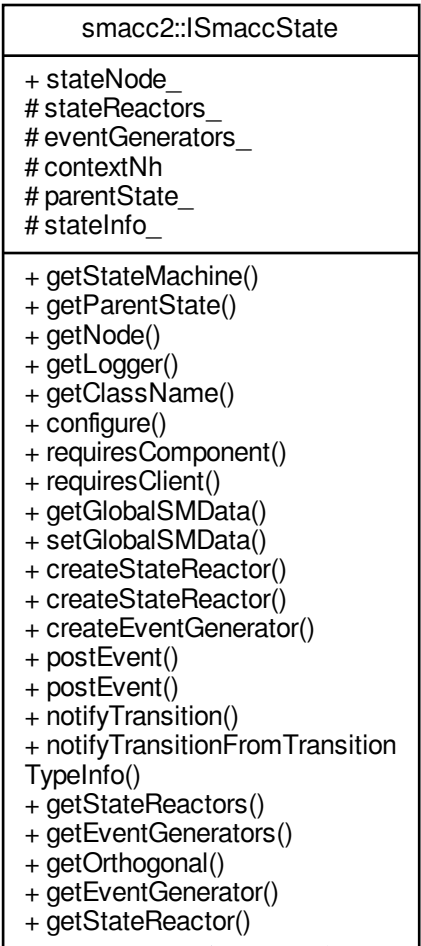 smacc2::ISmaccState
+ stateNode_
# stateReactors_
# eventGenerators_
# contextNh
# parentState_
# stateInfo_
+ getStateMachine()
+ getParentState()
+ getNode()
+ getLogger()
+ getClassName()
+ configure()
+ requiresComponent()
+ requiresClient()
+ getGlobalSMData()
+ setGlobalSMData()
+ createStateReactor()
+ createStateReactor()
+ createEventGenerator()
+ postEvent()
+ postEvent()
+ notifyTransition()
+ notifyTransitionFromTransition
TypeInfo()
+ getStateReactors()
+ getEventGenerators()
+ getOrthogonal()
+ getEventGenerator()
+ getStateReactor()